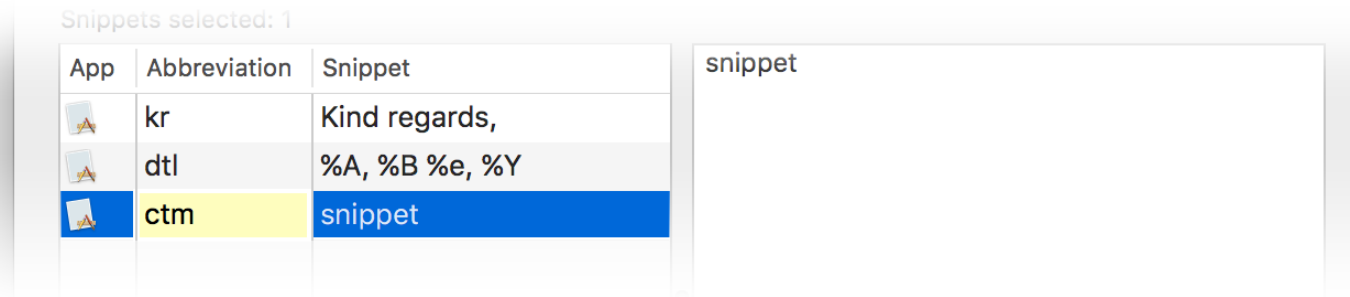 Snippets selected: 1
App Abbreviation Snippet
kr Kind regards,
dtl %A, %B %e, %Y
ctm snippet
snippet